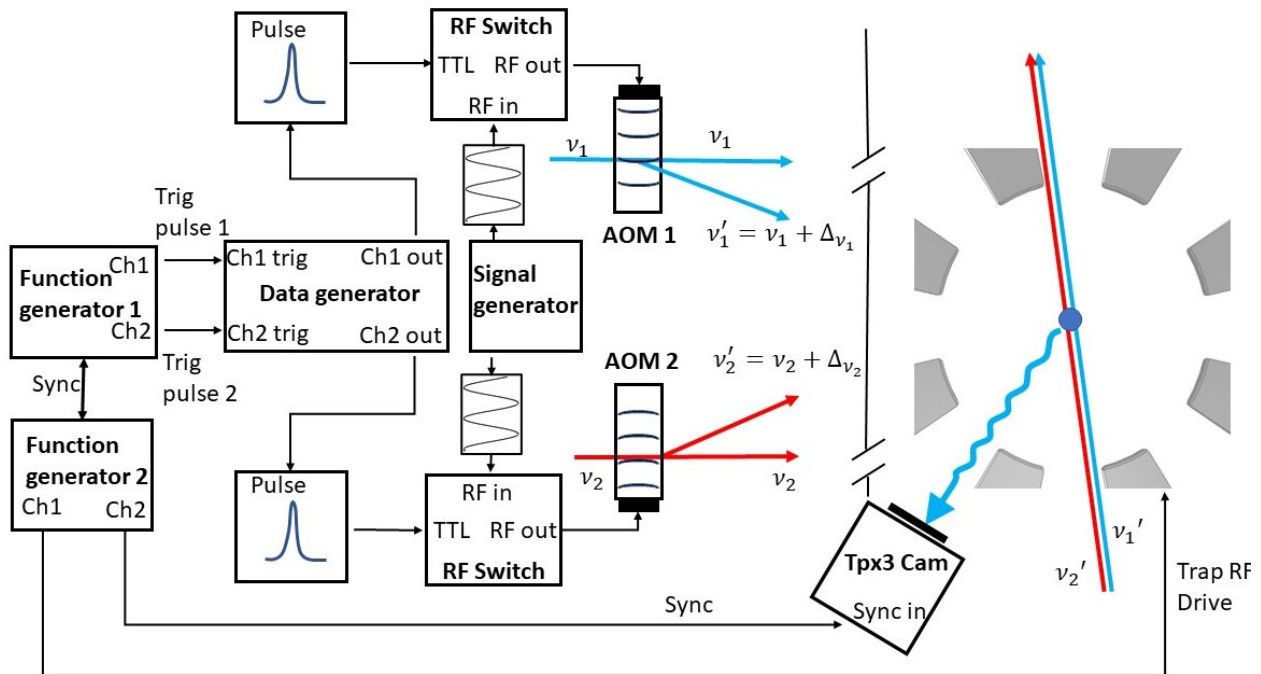 Pulse
RF Switch
TTL RF out
RF in
ν₁
ν₁
AOM 1
ν₁′ = ν₁ + Δν₁
Trig
pulse 1
Function
generator 1
Ch1
Ch2
Ch1 trig
Ch1 out
Data generator
Ch2 trig
Ch2 out
Signal
generator
Trig
pulse 2
Sync
AOM 2
ν₂′ = ν₂ + Δν₂
ν₂
ν₂
Function
generator 2
Ch1
Ch2
Pulse
RF in
TTL RF out
RF Switch
Tpx3 Cam
Sync in
Sync
ν₁′
ν₂′
Trap RF
Drive